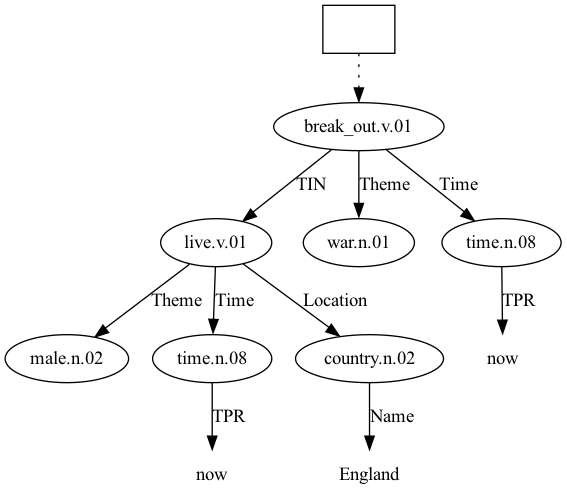 break_out.v.01
TIN Theme Time
live.v.01 war.n.01 time.n.08
Theme Time Location TPR
male.n.02 time.n.08 country.n.02 now
TPR Name
now England